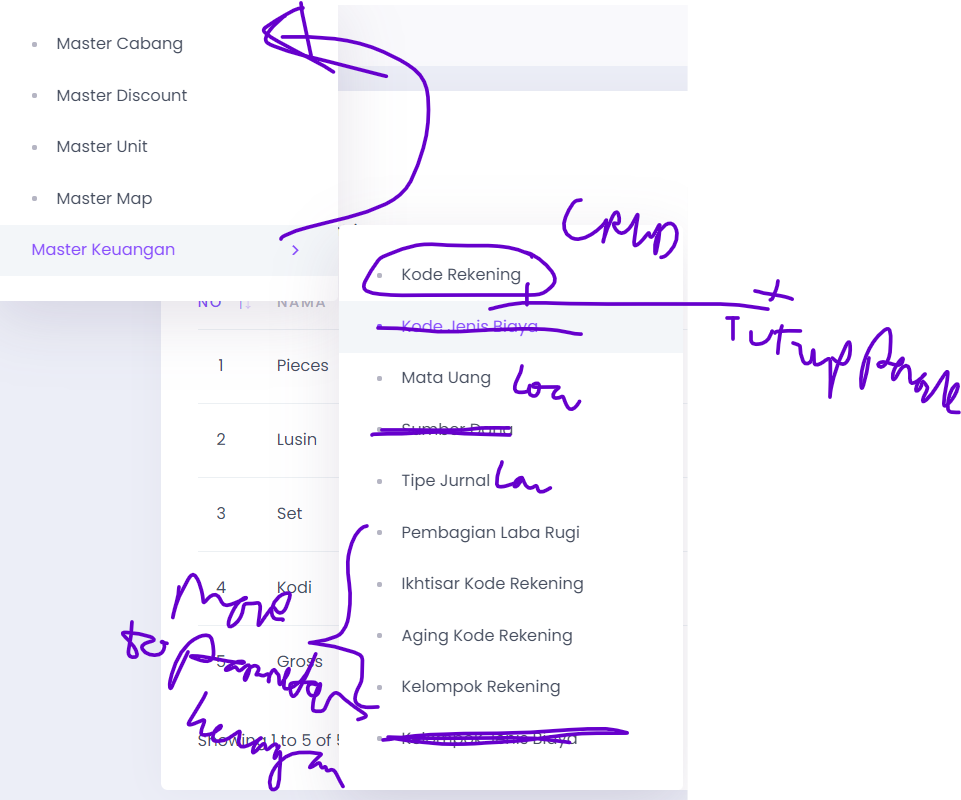 Master Cabang
Master Discount
Master Unit
Master Map
Master Keuangan
CRUD
Kode Rekening
NO NAMA
Kode Jenis Biaya
Tutup
1 Pieces
Mata Uang Low
2 Lusin
Sumber Dana
Tipe Jurnal Low
3 Set
Pembagian Laba Rugi
4 Kodi
Ikhtisar Kode Rekening
Move
Aging Kode Rekening
to
5 Gross
Kelompok Rekening
keuangan
Showing 1 to 5 of 5
Kelompok Jenis Biaya